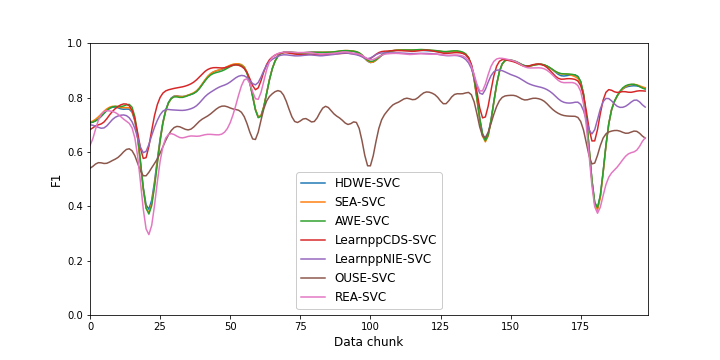 1.0
0.8
0.6
0.4
0.2
0.0
F1
HDWE-SVC
SEA-SVC
AWE-SVC
LearnppCDS-SVC
LearnppNIE-SVC
OUSE-SVC
REA-SVC
0 25 50 75 100 125 150 175
Data chunk